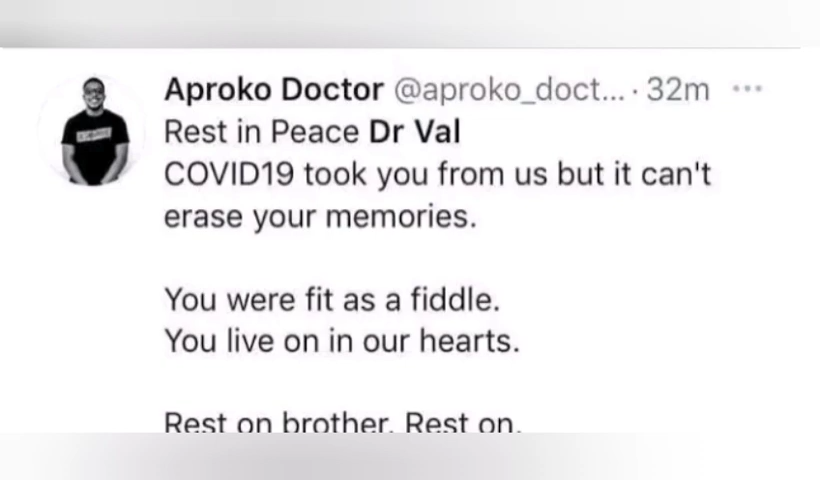 Aproko Doctor @aproko_doct... · 32m ...
Rest in Peace Dr Val
COVID19 took you from us but it can't
erase your memories.
You were fit as a fiddle.
You live on in our hearts.
Rest on brother. Rest on.